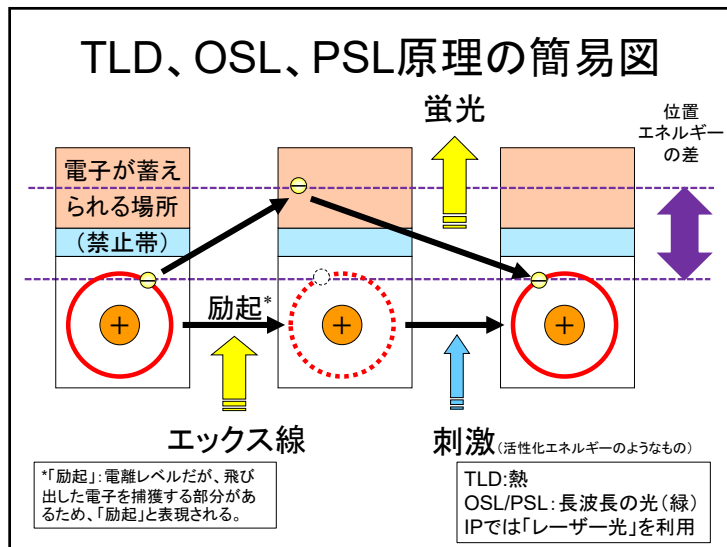 TLD、OSL、PSL原理の簡易図
蛍光
位置
エネルギー
の差
電子が蓄え
られる場所
(禁止帯)
励起*
エックス線
刺激(活性化エネルギーのようなもの)
*「励起」:電離レベルだが、飛び
出した電子を捕獲する部分があ
るため、「励起」と表現される。
TLD:熱
OSL/PSL:長波長の光(緑)
IPでは「レーザー光」を利用